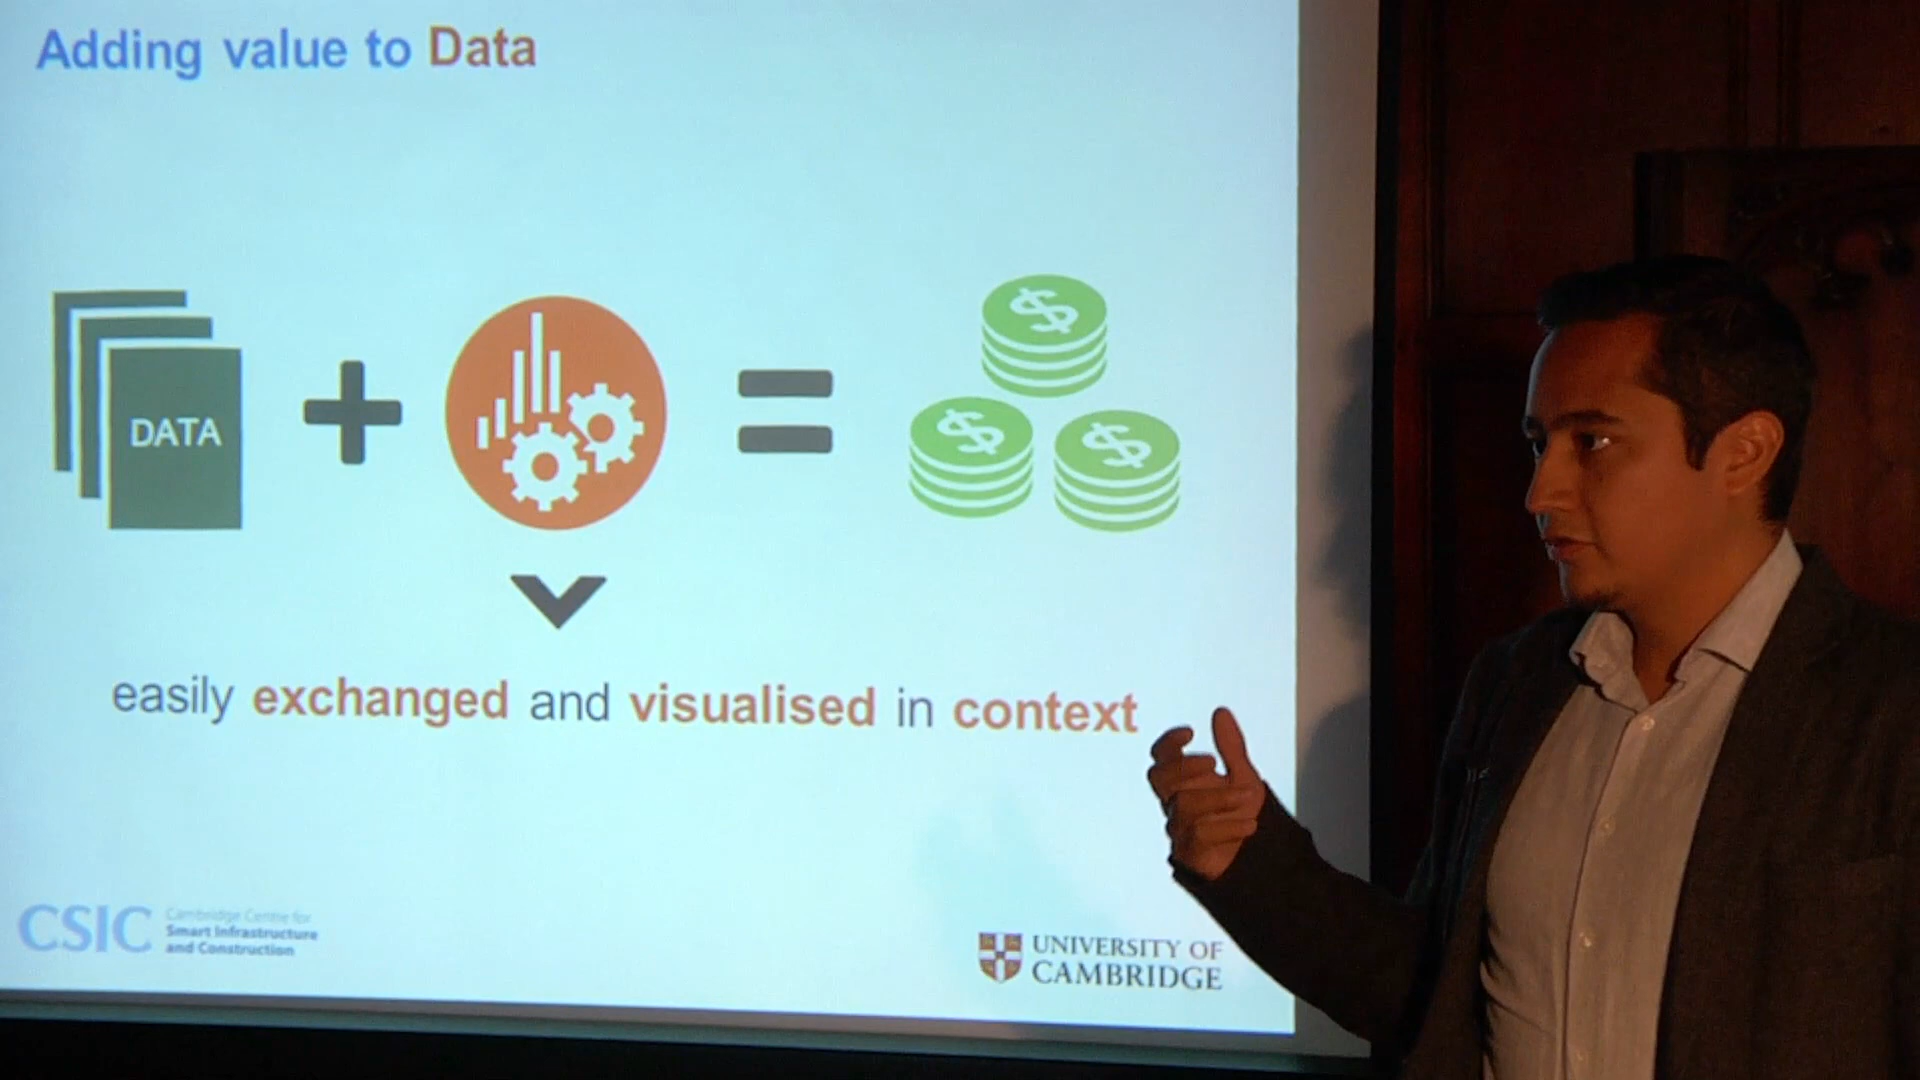 Adding value to Data
DATA
$
$
$
easily exchanged and visualised in context
CSIC
Cambridge Centre for
Smart Infrastructure
and Construction
UNIVERSITY OF
CAMBRIDGE